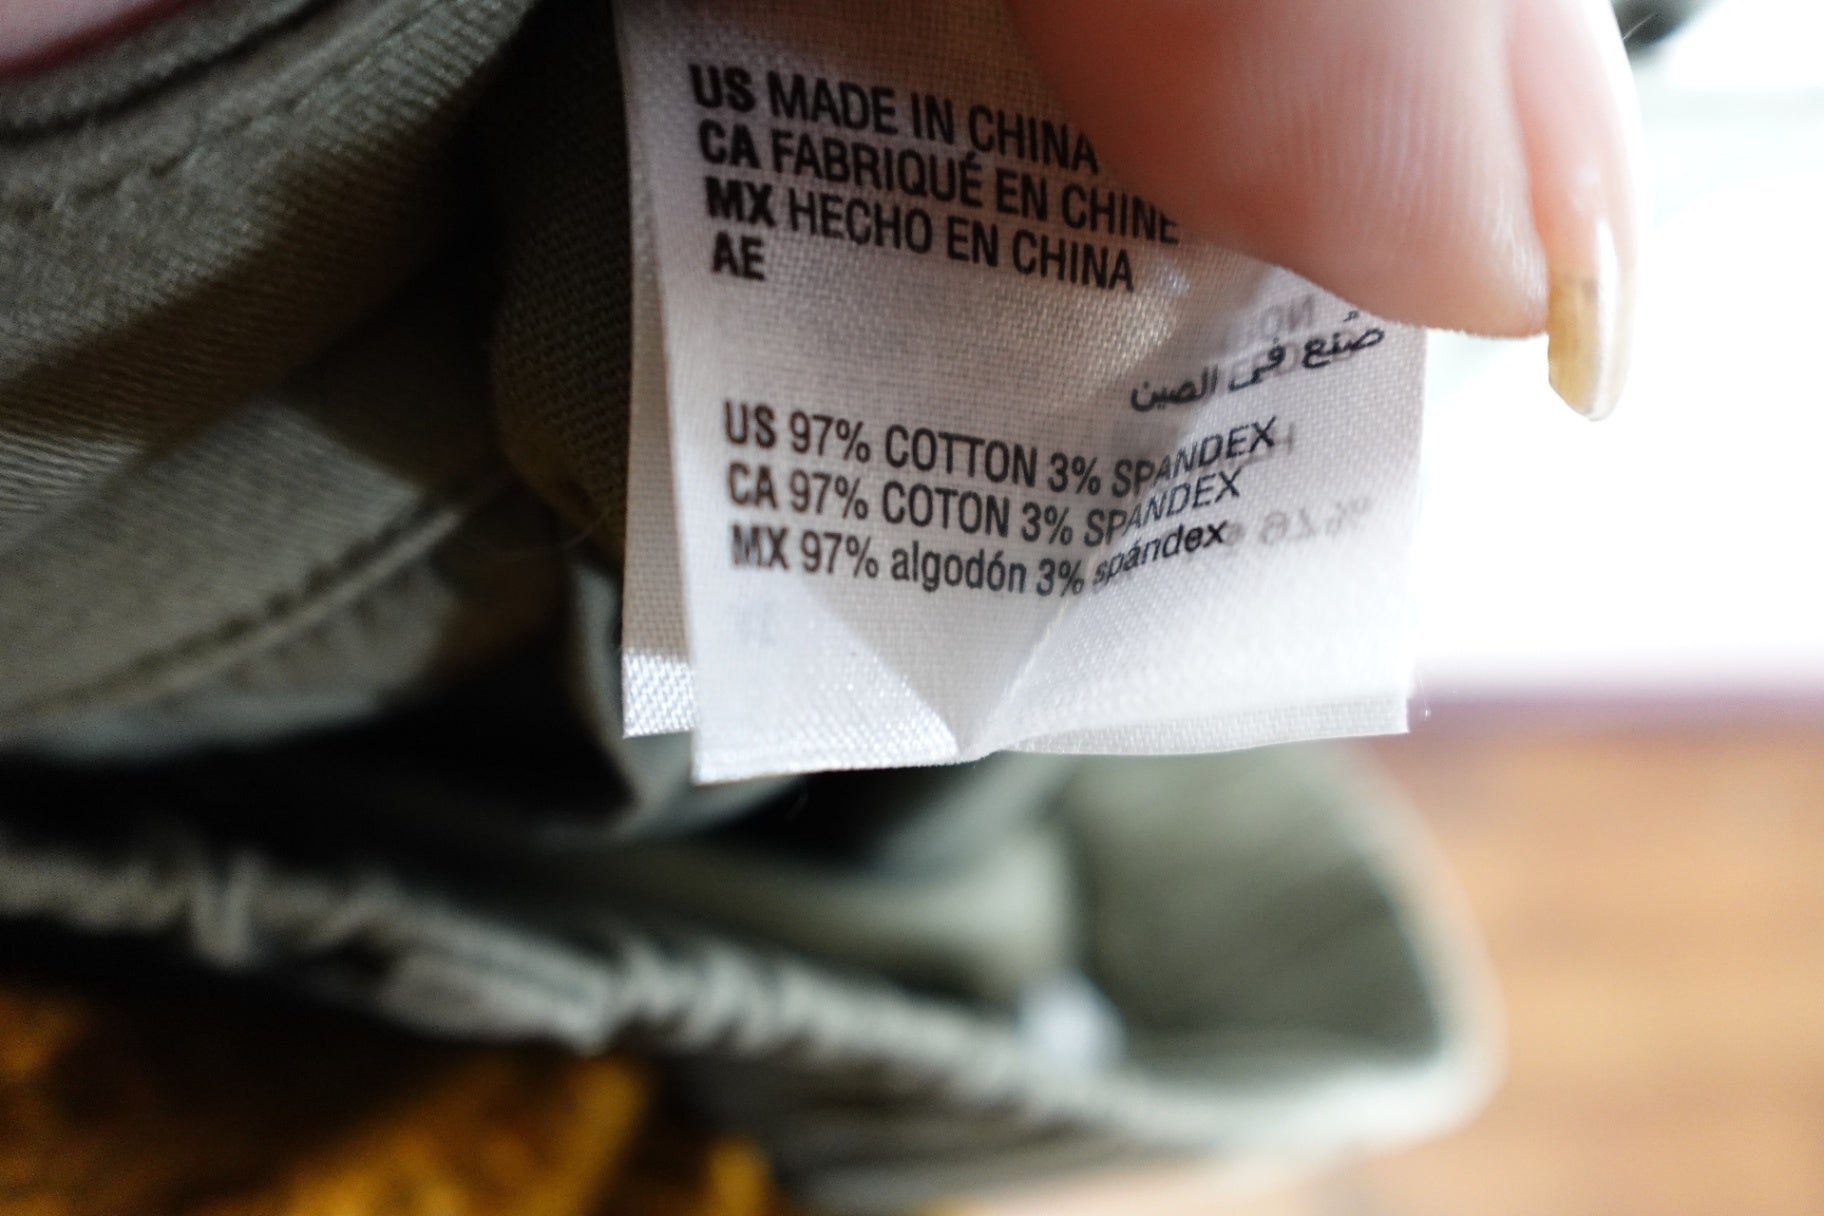 US MADE IN CHINA
CA FABRIQUÉ EN CHINE
MX HECHO EN CHINA
AE
صنع فى الصين
US 97% COTTON 3% SPANDEX
CA 97% COTON 3% SPANDEX
MX 97% algodón 3% spándex